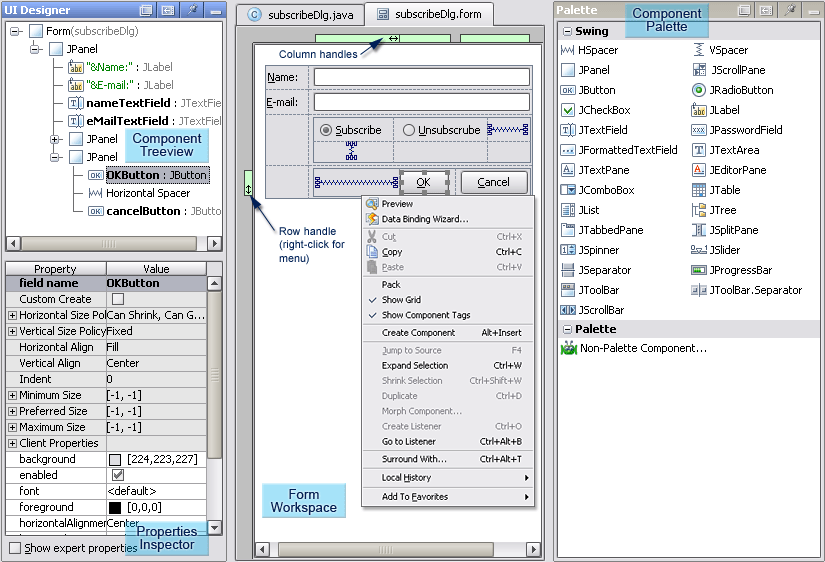 UI Designer
Form(subscribeDlg)
JPanel
"&Name:" : JLabel
"&E-mail:" : JLabel
nameTextField : JTextFi
eMailTextField : JTextFi
JPanel
JPanel
OKButton : JButton
Horizontal Spacer
cancelButton : JButto
Component
Treeview
Property Value
field name OKButton
Custom Create
Horizontal Size Pol Can Shrink, Can G...
Vertical Size Policy Fixed
Horizontal Align Fill
Vertical Align Center
Indent 0
Minimum Size [-1, -1]
Preferred Size [-1, -1]
Maximum Size [-1, -1]
Client Properties
background [224,223,227]
enabled
font <default>
foreground [0,0,0]
horizontalAlignme Center
Show expert properties
Properties
Inspector
subscribeDlg.java
subscribeDlg.form
Column handles
Name:
E-mail:
Subscribe
Unsubscrube
OK
Cancel
Row handle
(right-click for
menu)
Preview
Data Binding Wizard...
Cut Ctrl+X
Copy Ctrl+C
Paste Ctrl+V
Pack
Show Grid
Show Component Tags
Create Component Alt+Insert
Jump to Source F4
Expand Selection Ctrl+W
Shrink Selection Ctrl+Shift+W
Duplicate Ctrl+D
Morph Component...
Create Listener Ctrl+O
Go to Listener Ctrl+Alt+B
Surround With... Ctrl+Alt+T
Local History
Add To Favorites
Form
Workspace
Palette
Component
Palette
Swing
HSpacer VSpacer
JPanel JScrollPane
JButton JRadioButton
JCheckBox JLabel
JTextField JPasswordField
JFormattedTextField JTextArea
JTextPane JEditorPane
JComboBox JTable
JList JTree
JTabbedPane JSplitPane
JSpinner JSlider
JSeparator JProgressBar
JToolBar JToolBar.Separator
JScrollBar
Palette
Non-Palette Component...